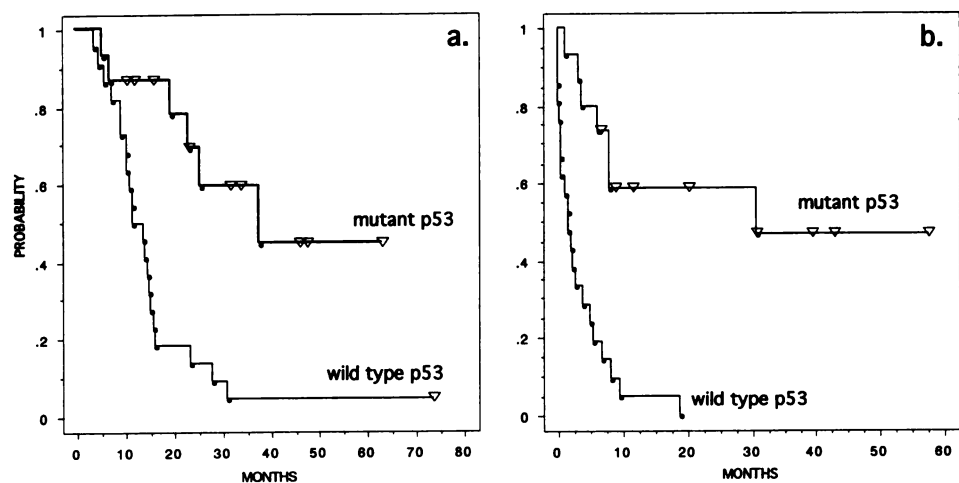 a.
PROBABILITY
1
.8
.6
.4
.2
0
mutant p53
wild type p53
0 10 20 30 40 50 60 70 80
MONTHS
b.
1
.8
.6
.4
.2
0
mutant p53
wild type p53
0 10 20 30 40 50 60
MONTHS